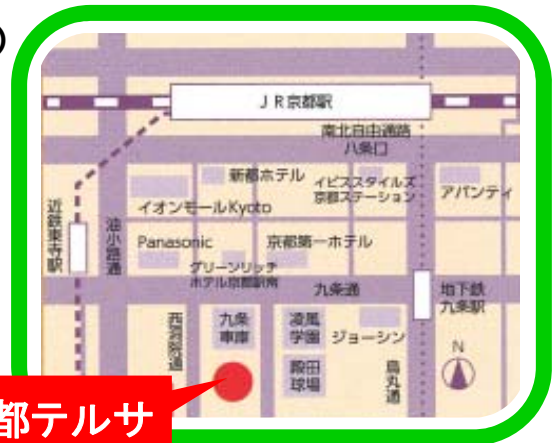 )
JR京都駅
南北自由通路
八条口
新都ホテル
イビススタイルズ
京都ステーション
アバンティ
イオンモールKyoto
近鉄東寺駅
油小路通
Panasonic
京都第一ホテル
グリーンリッチ
ホテル京都駅南
九条通
地下鉄
九条駅
西洞院通
九条
車庫
凌風
学園
ジョーシン
殿田
球場
烏丸通
N
都テルサ